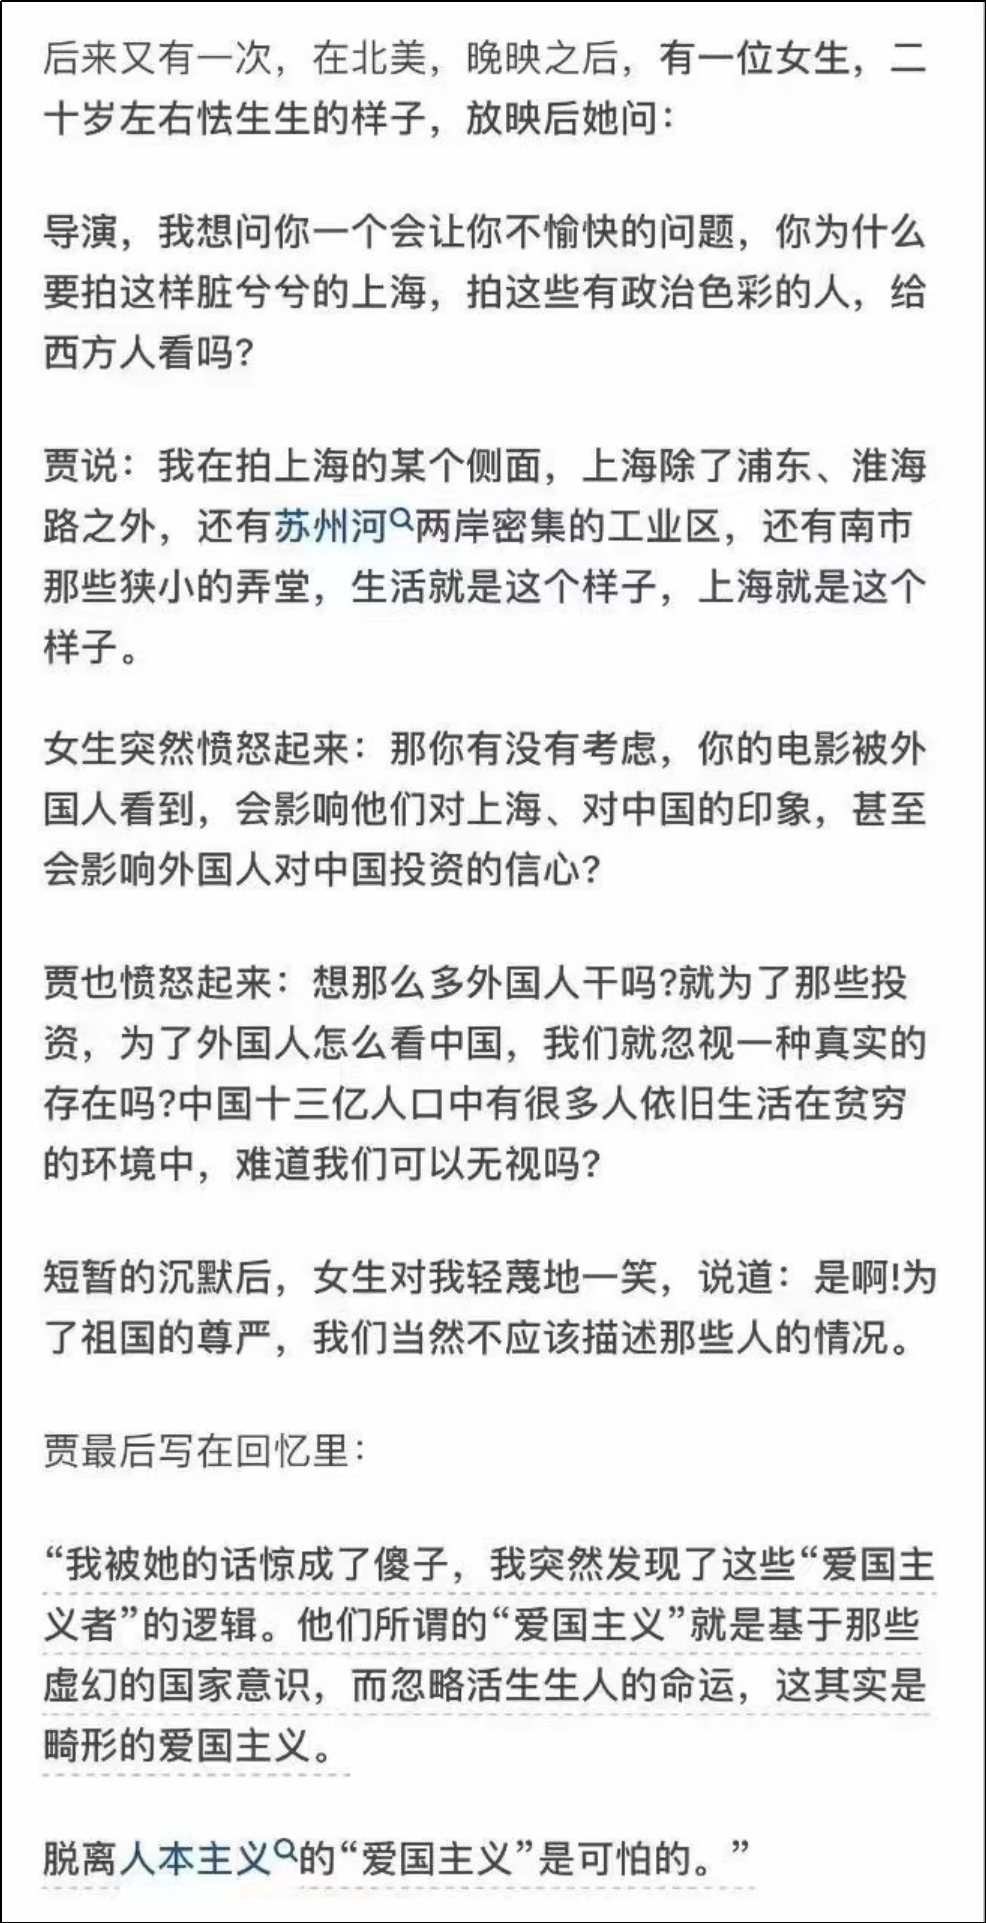 后来又有一次，在北美，晚映之后，有一位女生，二
十岁左右怯生生的样子，放映后她问：
导演，我想问你一个会让你不愉快的问题，你为什么
要拍这样脏兮兮的上海，拍这些有政治色彩的人，给
西方人看吗?
贾说：我在拍上海的某个侧面，上海除了浦东、淮海
路之外，还有苏州河两岸密集的工业区，还有南市
那些狭小的弄堂，生活就是这个样子，上海就是这个
样子。
女生突然愤怒起来：那你有没有考虑，你的电影被外
国人看到，会影响他们对上海、对中国的印象，甚至
会影响外国人对中国投资的信心?
贾也愤怒起来：想那么多外国人干吗?就为了那些投
资，为了外国人怎么看中国，我们就忽视一种真实的
存在吗?中国十三亿人口中有很多人依旧生活在贫穷
的环境中，难道我们可以无视吗?
短暂的沉默后，女生对我轻蔑地一笑，说道：是啊!为
了祖国的尊严，我们当然不应该描述那些人的情况。
贾最后写在回忆里：
“我被她的话惊成了傻子，我突然发现了这些“爱国主
义者”的逻辑。他们所谓的“爱国主义”就是基于那些
虚幻的国家意识，而忽略活生生人的命运，这其实是
畸形的爱国主义。
脱离人本主义的“爱国主义”是可怕的。”